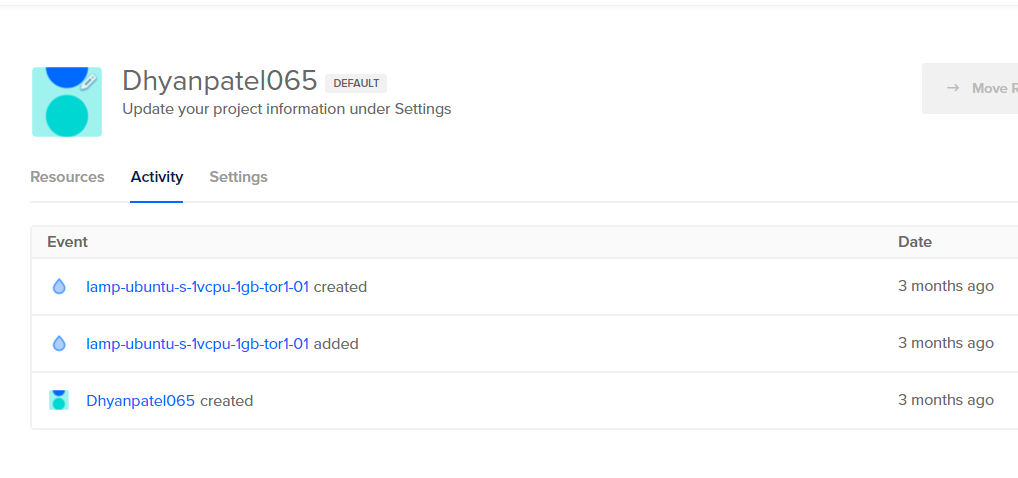 Dhyanpatel065 DEFAULT
Update your project information under Settings
→ Move R
Resources Activity Settings
Event Date
lamp-ubuntu-s-1vcpu-1gb-tor1-01 created 3 months ago
lamp-ubuntu-s-1vcpu-1gb-tor1-01 added 3 months ago
Dhyanpatel065 created 3 months ago